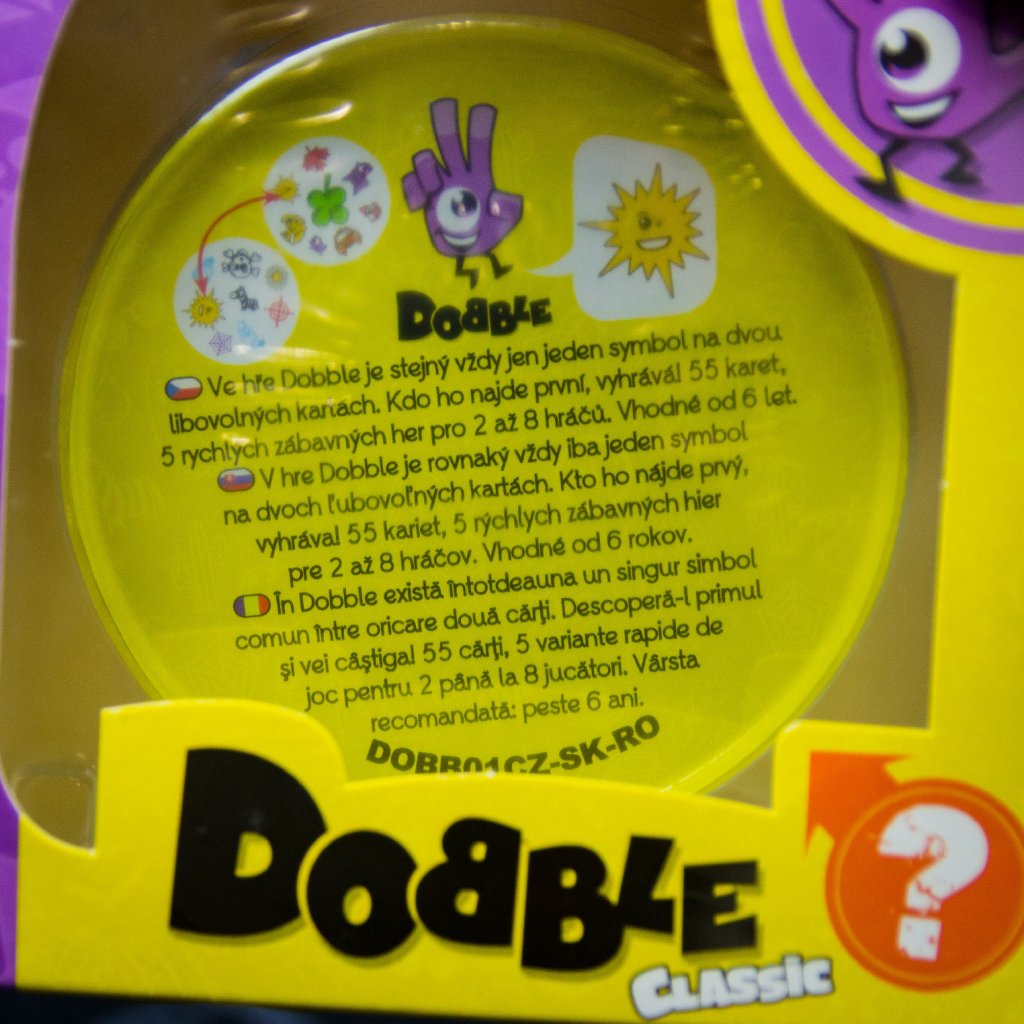 DOBBLE
Ve hře Dobble je stejný vždy jen jeden symbol na dvou
libovolných kartách. Kdo ho najde první, vyhrává! 55 karet,
5 rychlých zábavných her pro 2 až 8 hráčů. Vhodné od 6 let.
V hre Dobble je rovnaký vždy iba jeden symbol
na dvoch ľubovoľných kartách. Kto ho nájde prvý,
vyhráva! 55 kariet, 5 rýchlych zábavných hier
pre 2 až 8 hráčov. Vhodné od 6 rokov.
În Dobble există întotdeauna un singur simbol
comun între oricare două cărţi. Descoperă-l primul
şi vei câştiga! 55 cărţi, 5 variante rapide de
joc pentru 2 până la 8 jucători. Vârsta
recomandată: peste 6 ani.
DOBB01CZ-SK-RO
DOBBLE
CLASSIC
?